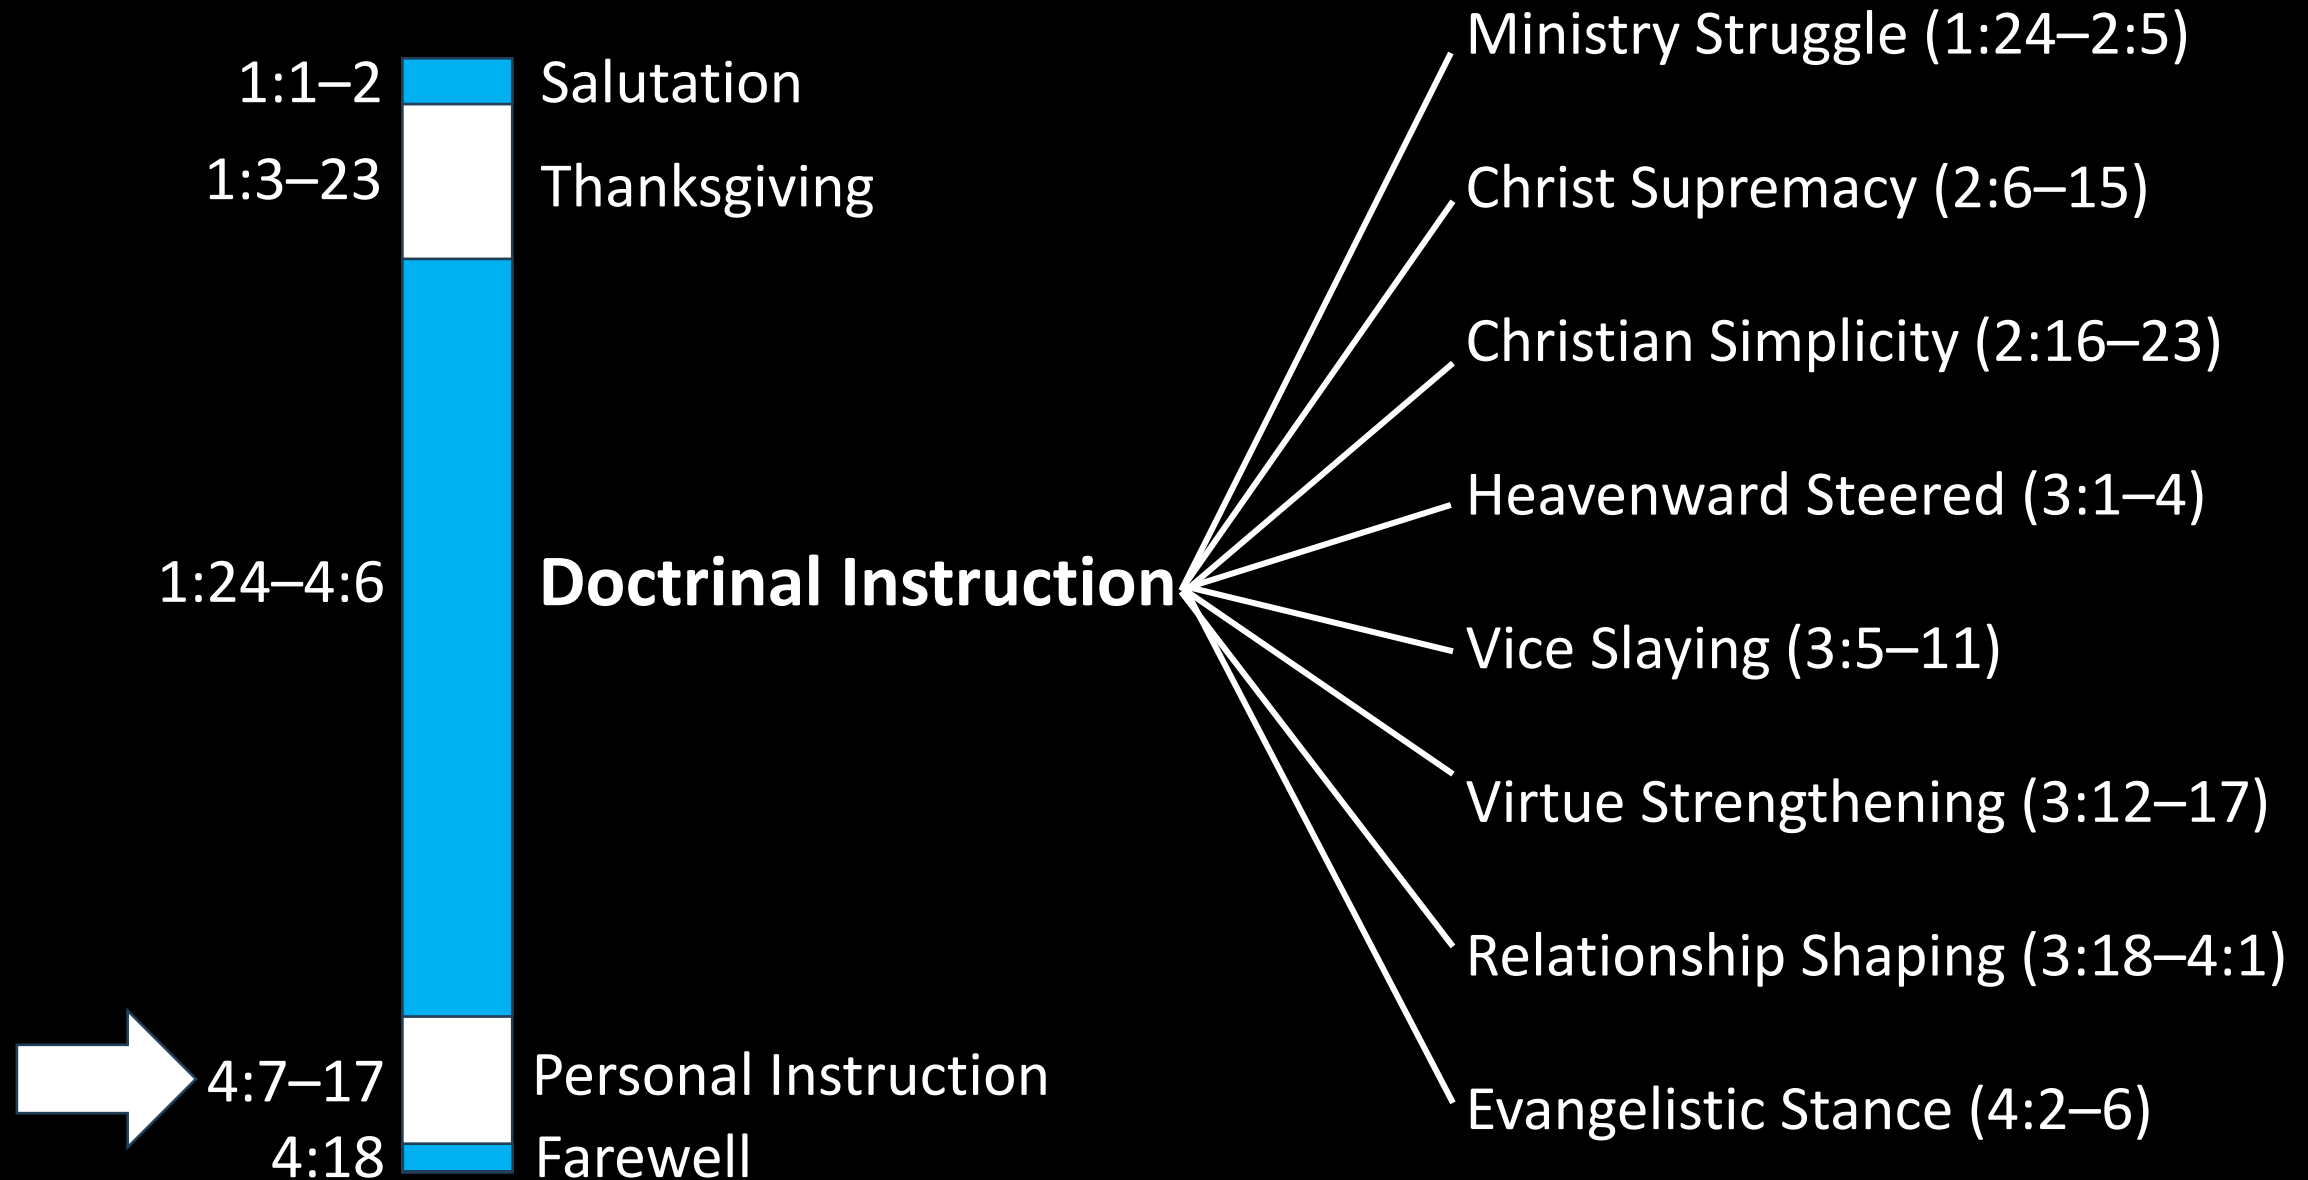 1:1–2 Salutation
1:3–23 Thanksgiving
1:24–4:6 Doctrinal Instruction
4:7–17 Personal Instruction
4:18 Farewell
Ministry Struggle (1:24–2:5)
Christ Supremacy (2:6–15)
Christian Simplicity (2:16–23)
Heavenward Steered (3:1–4)
Vice Slaying (3:5–11)
Virtue Strengthening (3:12–17)
Relationship Shaping (3:18–4:1)
Evangelistic Stance (4:2–6)